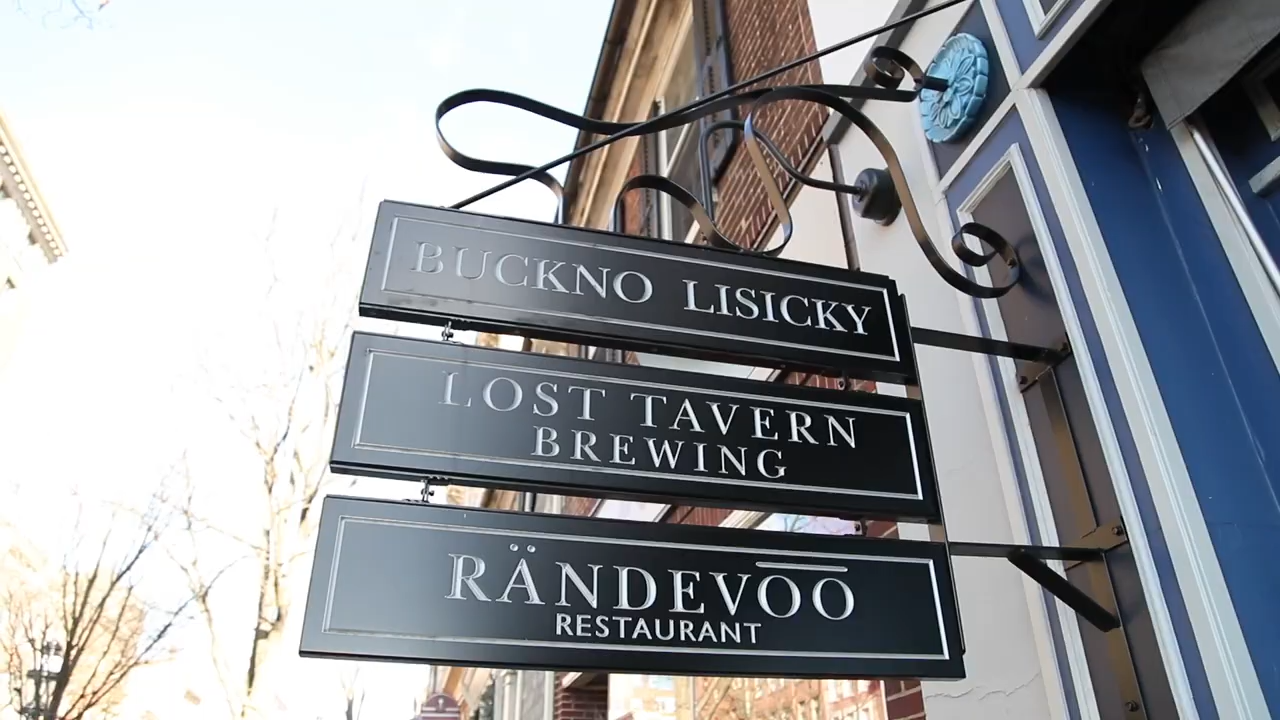 BUCKNO LISICKY
LOST TAVERN
BREWING
RÄNDEVOO
RESTAURANT